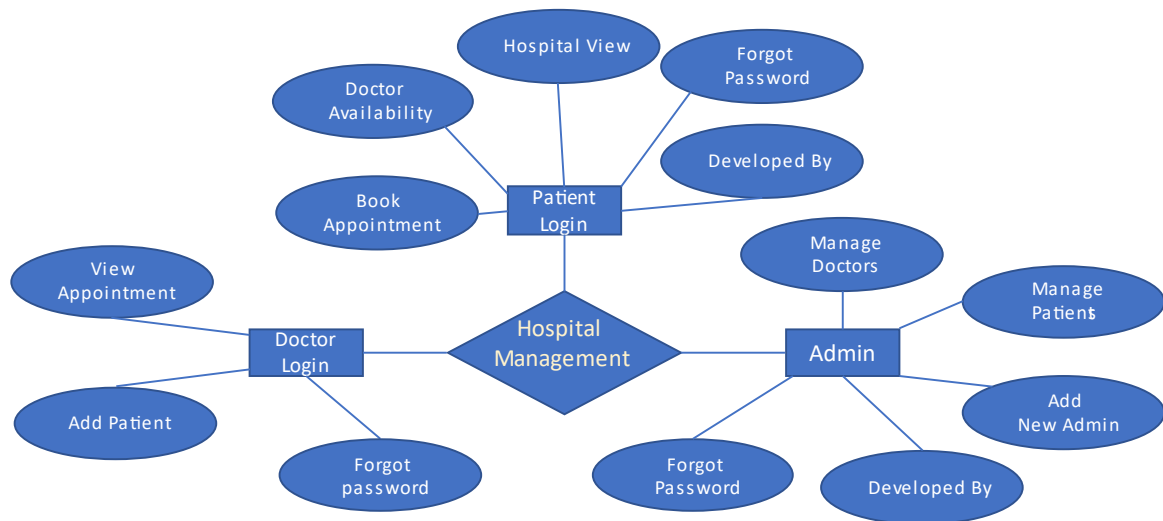 Hospital View
Forgot
Password
Doctor
Availability
Developed By
Patient
Login
Book
Appointment
Manage
Doctors
View
Appointment
Manage
Patients
Hospital
Management
Doctor
Login
Admin
Add Patient
Add
New Admin
Forgot
password
Forgot
Password
Developed By